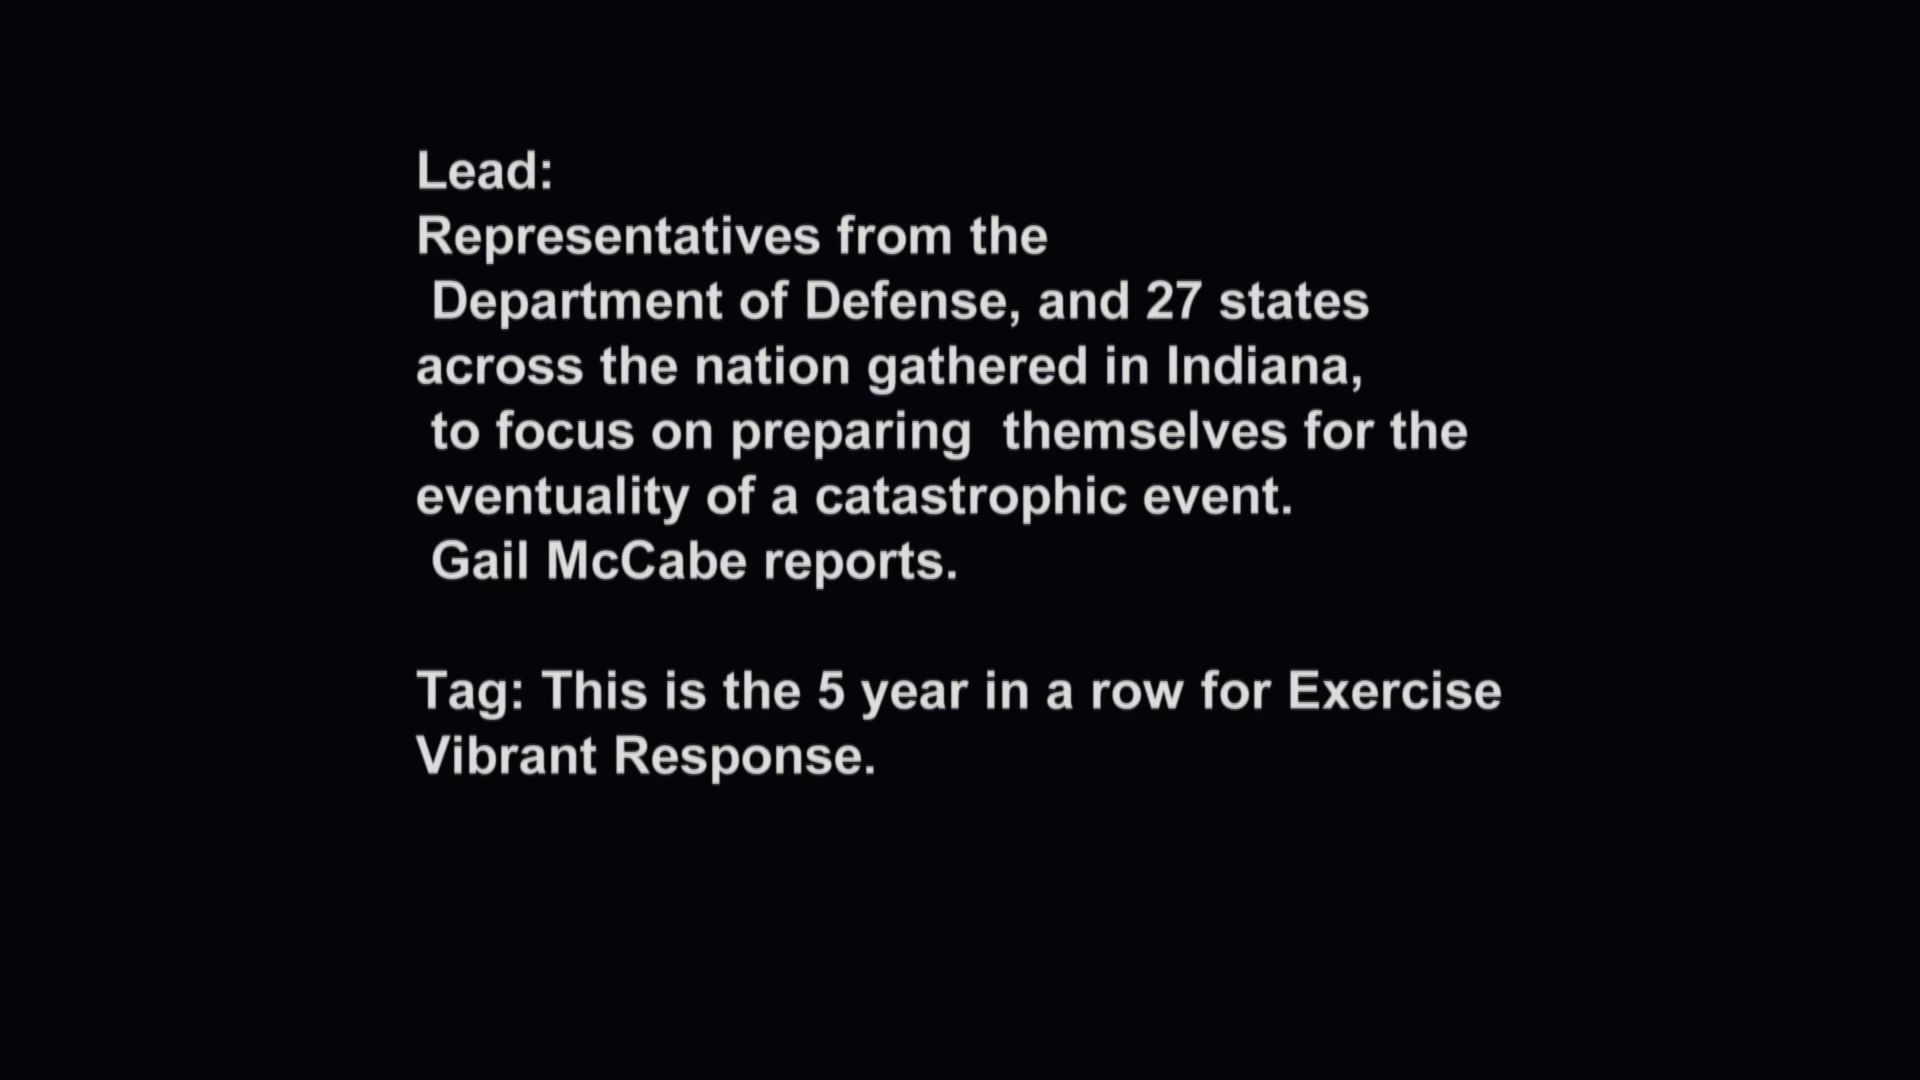 Lead:
Representatives from the
Department of Defense, and 27 states
across the nation gathered in Indiana,
to focus on preparing  themselves for the
eventuality of a catastrophic event.
Gail McCabe reports.

Tag: This is the 5 year in a row for Exercise
Vibrant Response.